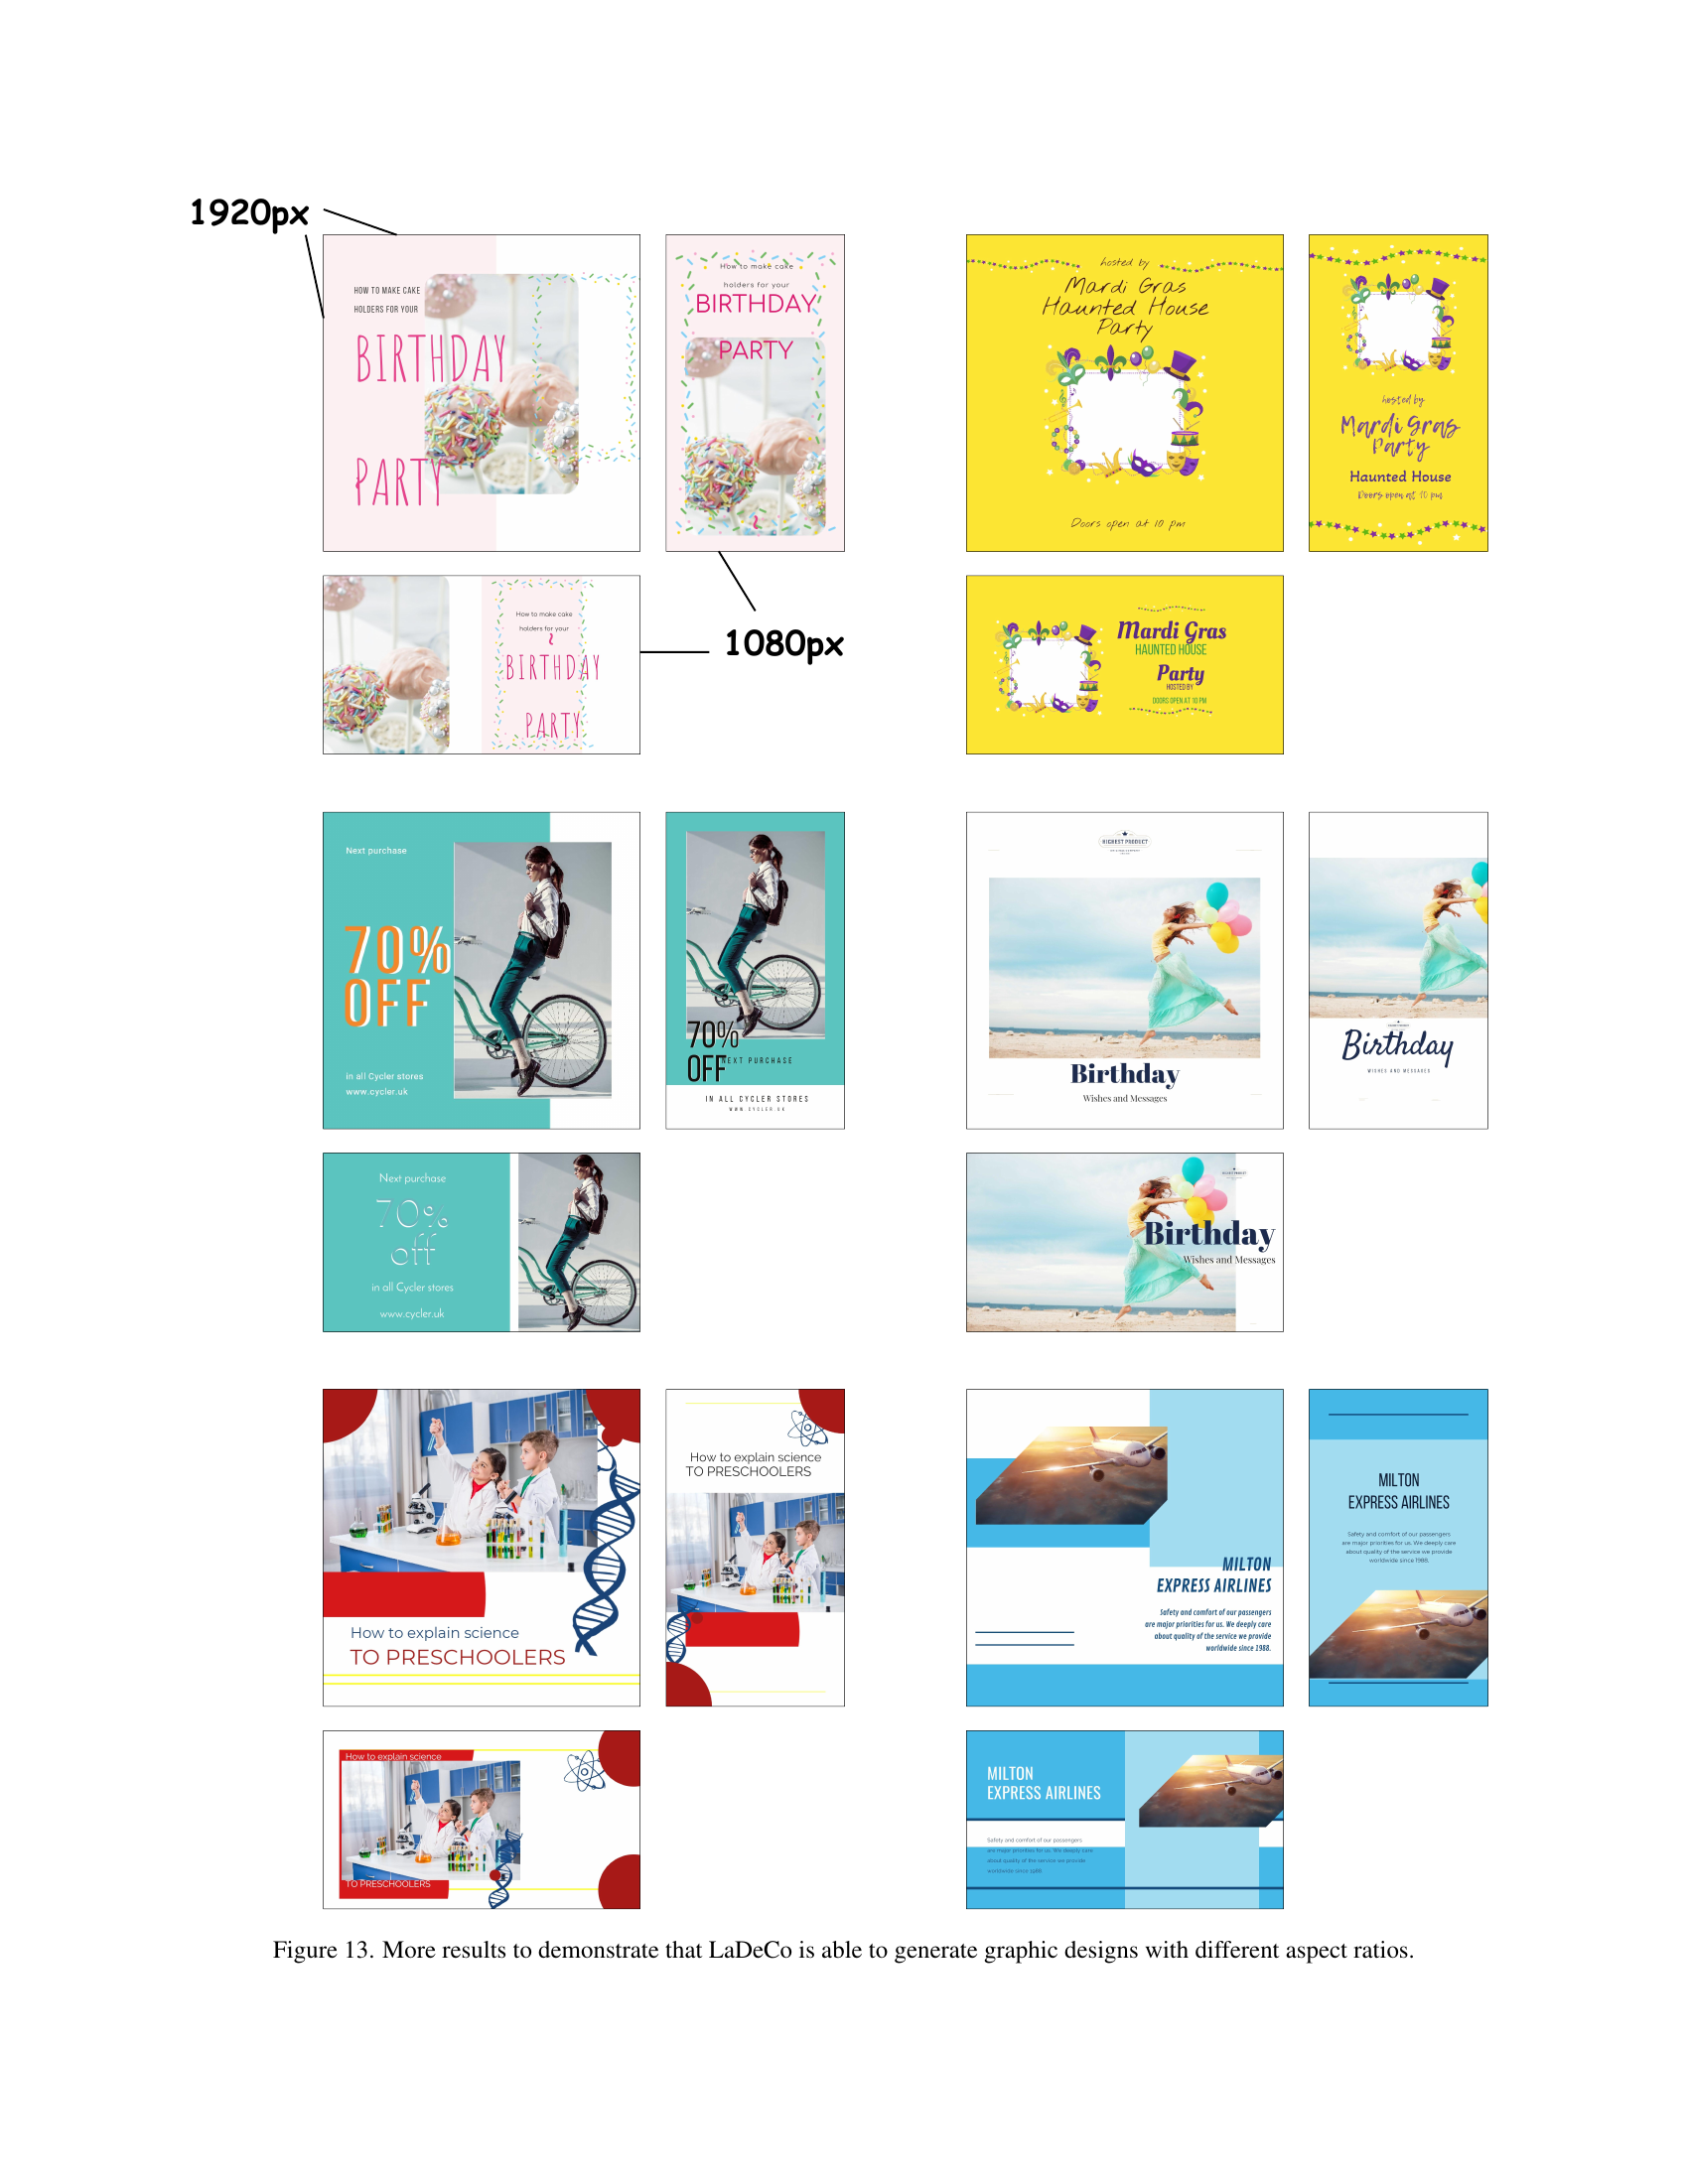 1920px
HOW TO MAKE CAKE
HOLDERS FOR YOUR
BIRTHDAY
PARTY
How to make cake
holders for your
BIRTHDAY
PARTY
How to make cake
holders for your
BIRTHDAY
PARTY
1080px
hosted by
Mardi Gras
Haunted House
Party
Doors open at 10 pm
hosted by
Mardi Gras
Party
Haunted House
Doors open at 10 pm
Mardi Gras
HAUNTED HOUSE
Party
HOSTED BY
DOORS OPEN AT 10 PM
Next purchase
70%
OFF
in all Cycler stores
www.cycler.uk
70%
OFF
NEXT PURCHASE
IN ALL CYCLER STORES
WWW.CYCLER.UK
Next purchase
70%
off
in all Cycler stores
www.cycler.uk
HIGHEST PRODUCT
Birthday
Wishes and Messages
Birthday
WISHES AND MESSAGES
Birthday
Wishes and Messages
How to explain science
TO PRESCHOOLERS
How to explain science
TO PRESCHOOLERS
How to explain science
TO PRESCHOOLERS
MILTON
EXPRESS AIRLINES
Safety and comfort of our passengers
are major priorities for us. We deeply care
about quality of the service we provide
worldwide since 1988.
MILTON
EXPRESS AIRLINES
Safety and comfort of our passengers
are major priorities for us. We deeply care
about quality of the service we provide
worldwide since 1988.
MILTON
EXPRESS AIRLINES
Safety and comfort of our passengers
are major priorities for us. We deeply care
about quality of the service we provide
worldwide since 1988.
Figure 13. More results to demonstrate that LaDeCo is able to generate graphic designs with different aspect ratios.